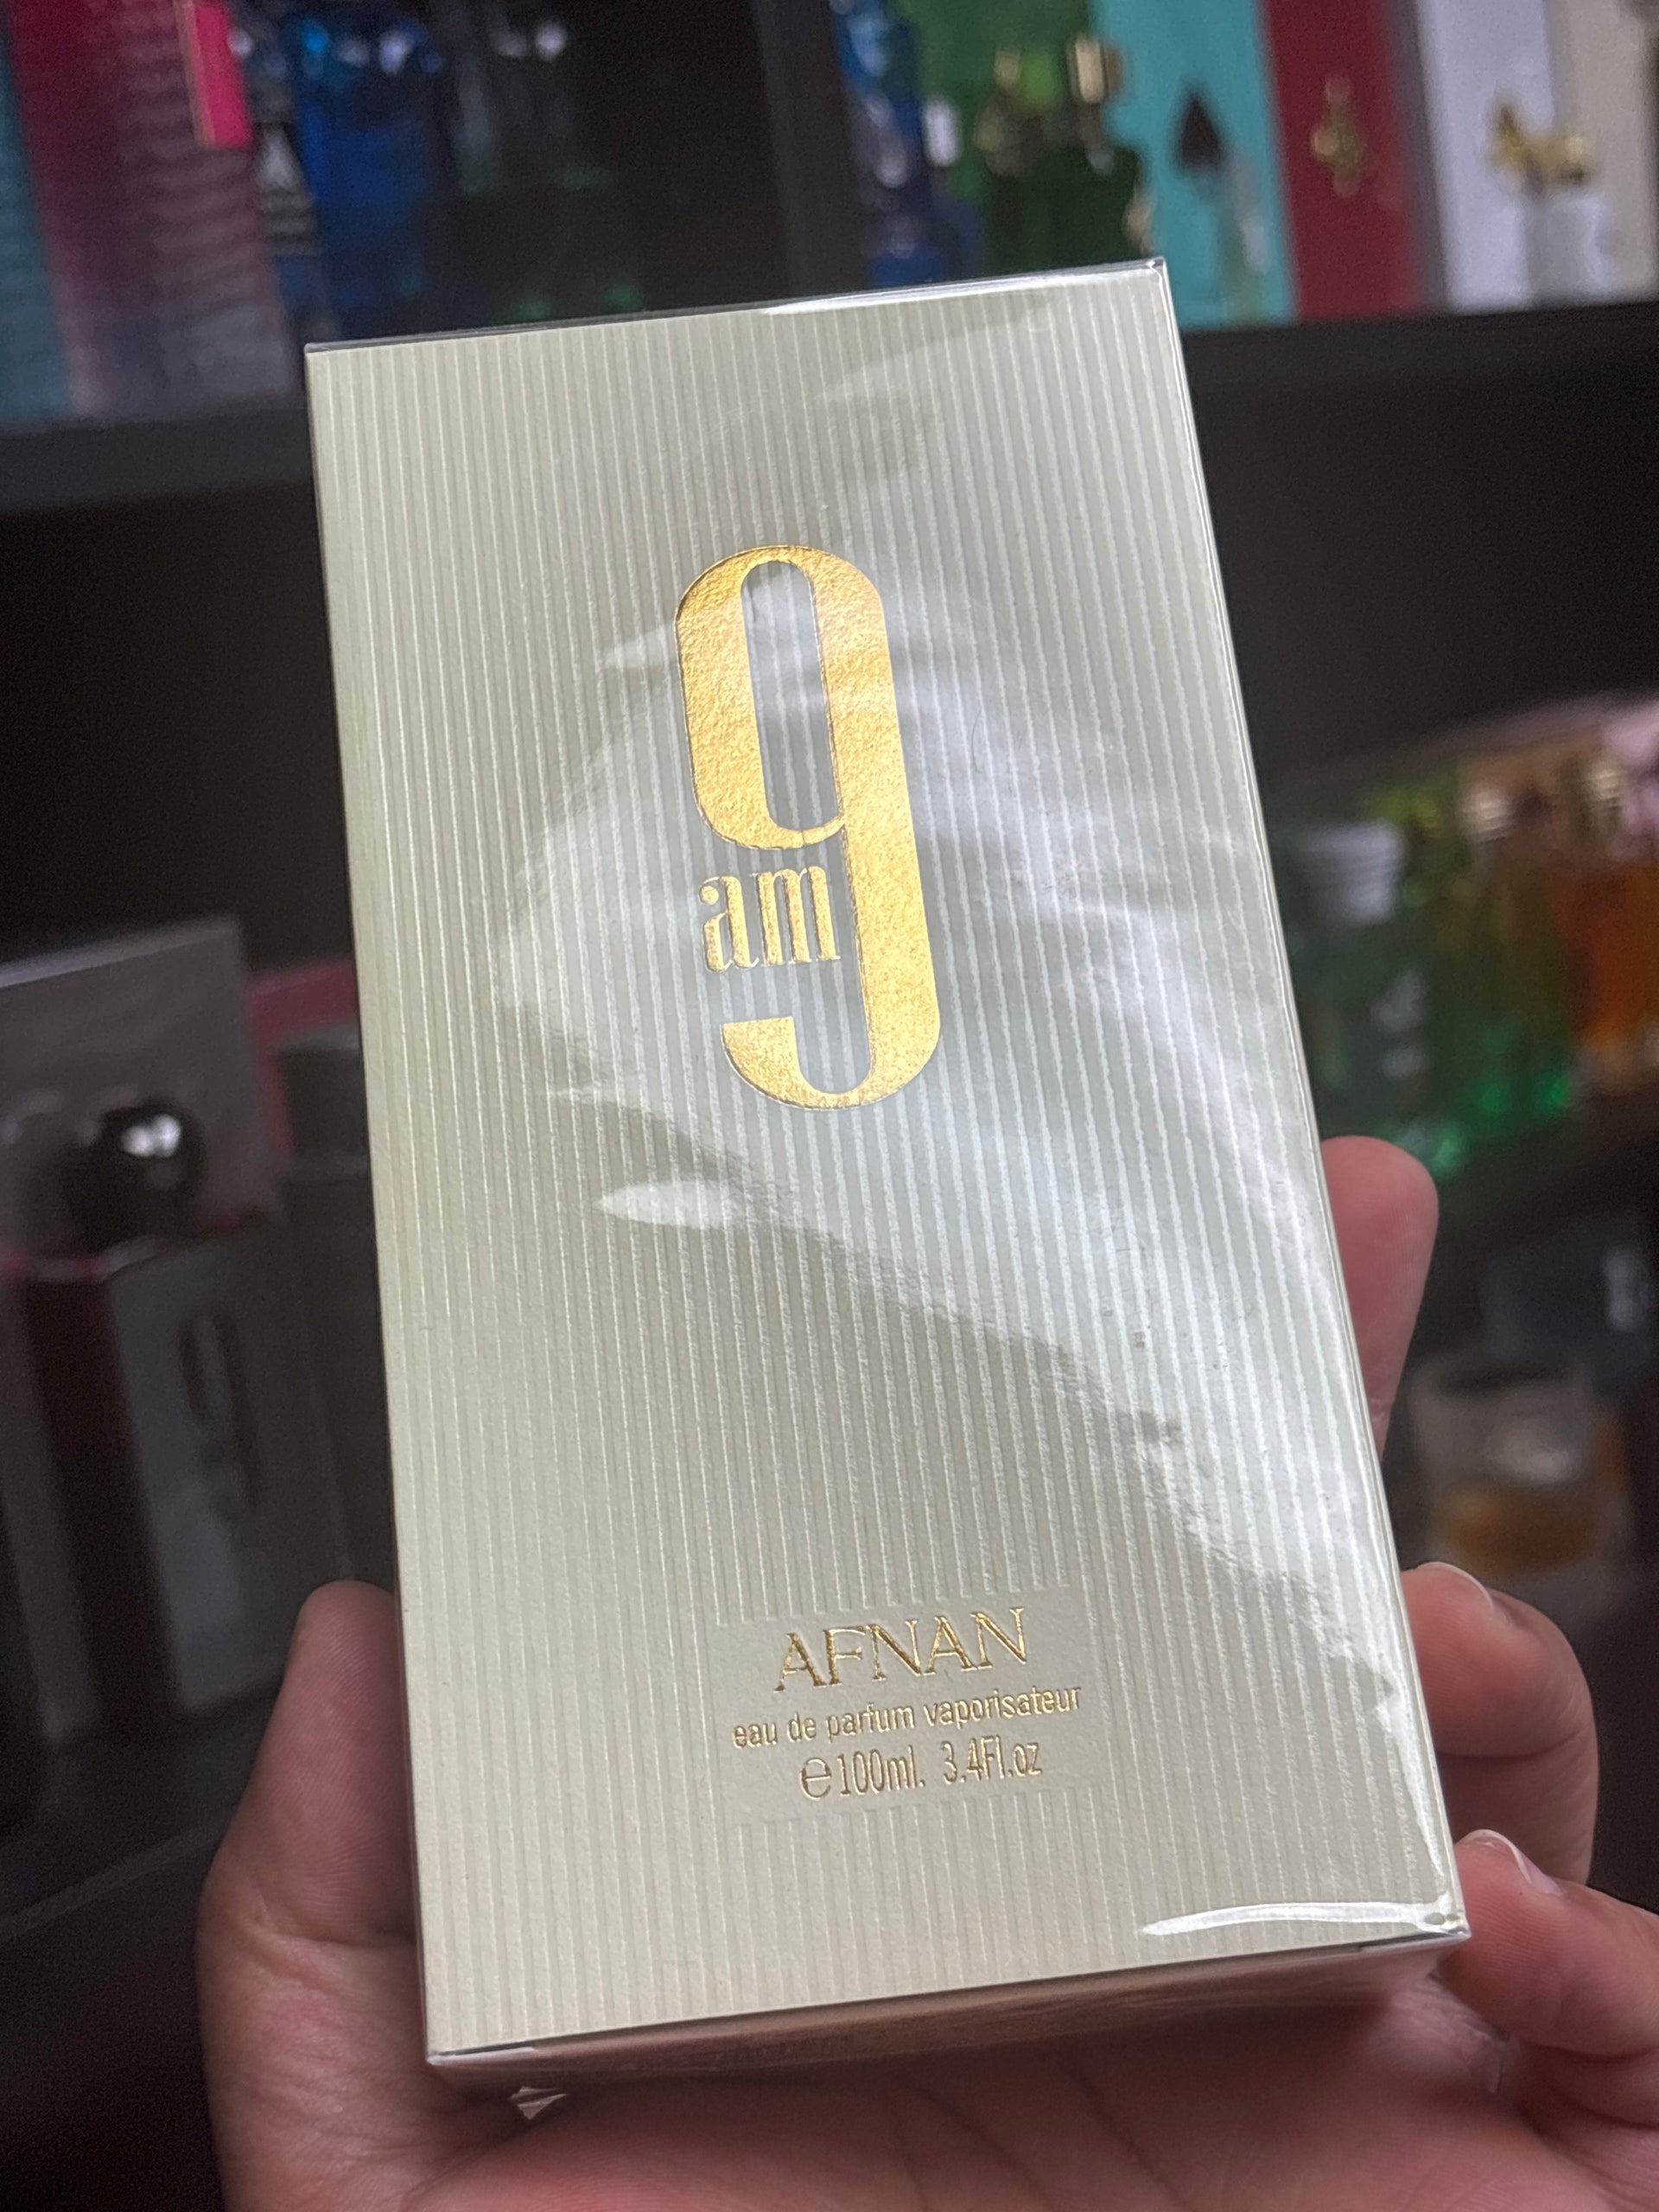 9
am
AFNAN
eau de parfum vaporisateur
℮100ml. 3.4Fl.oz